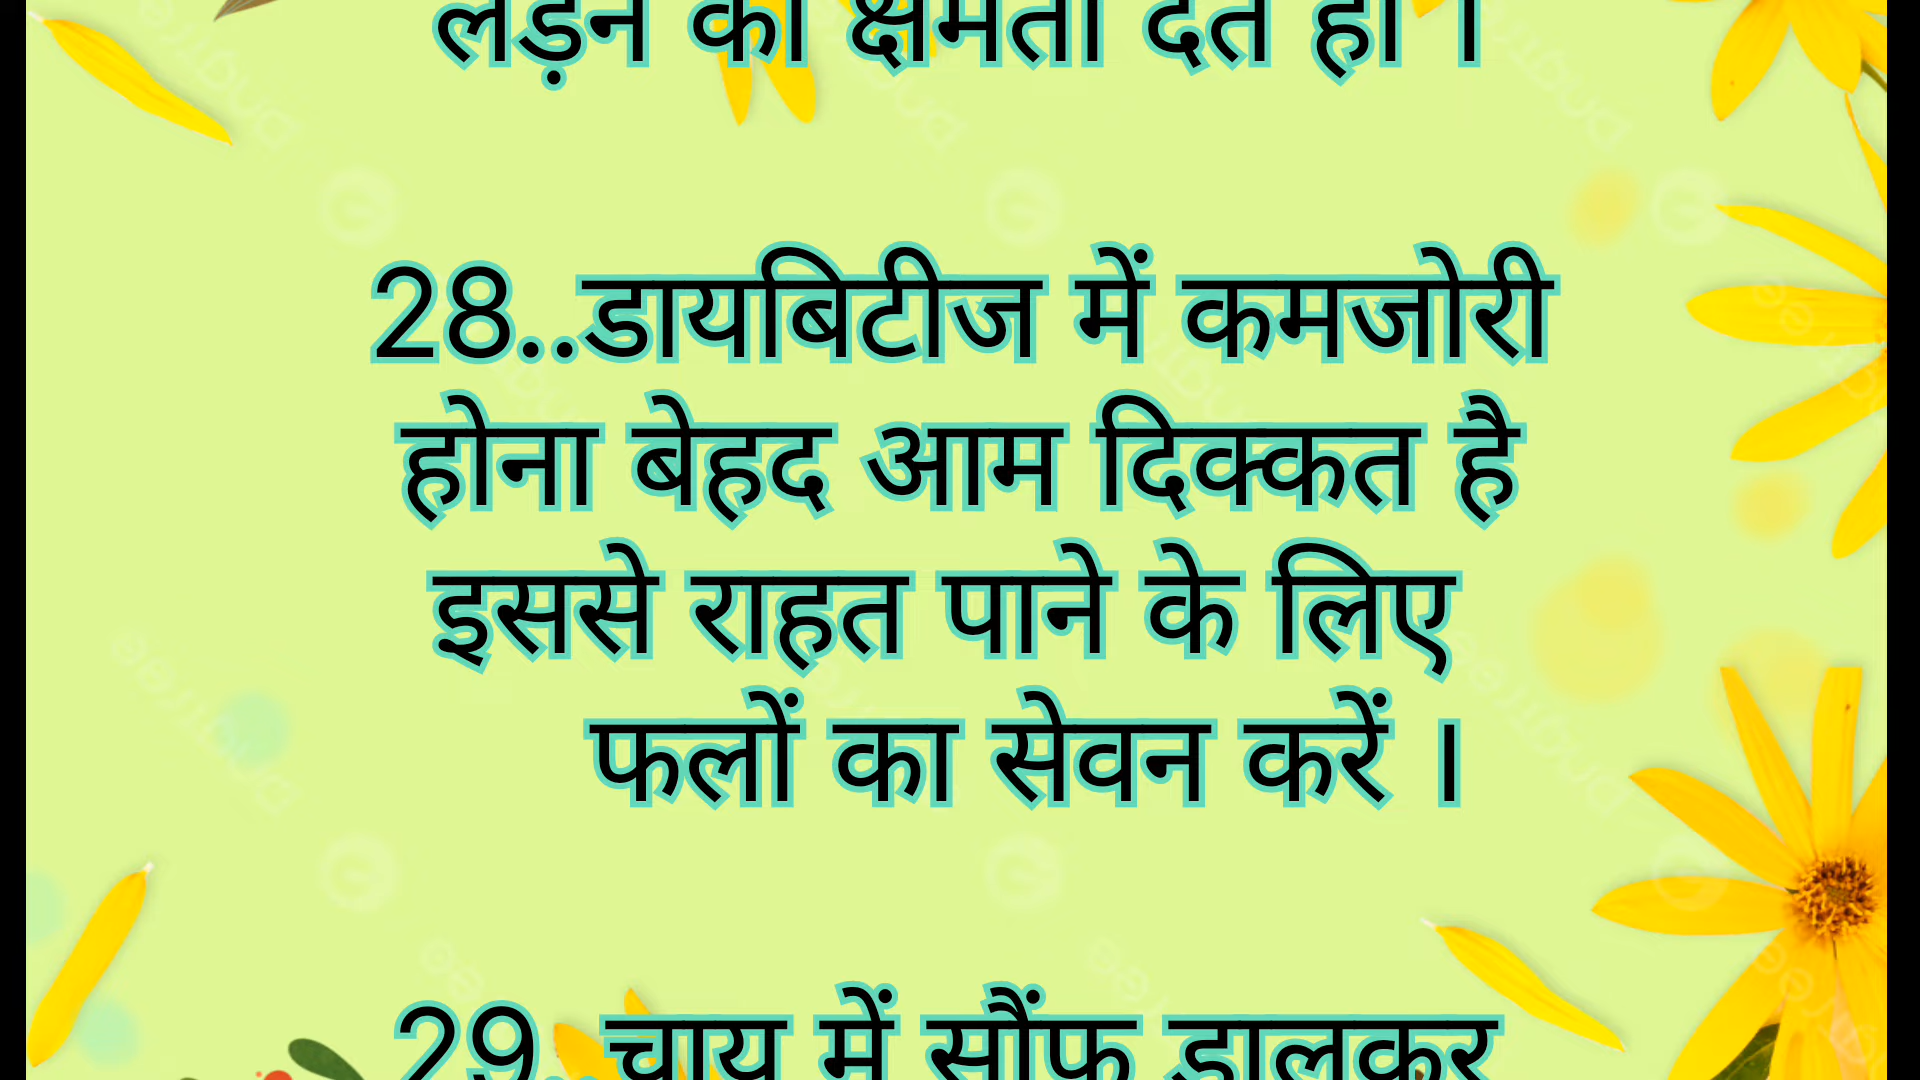 लड़ने की क्षमता देते हो ।
28..डायबिटीज में कमजोरी
होना बेहद आम दिक्कत है
इससे राहत पाने के लिए
फलों का सेवन करें ।
29..चाय में सौंफ डालकर